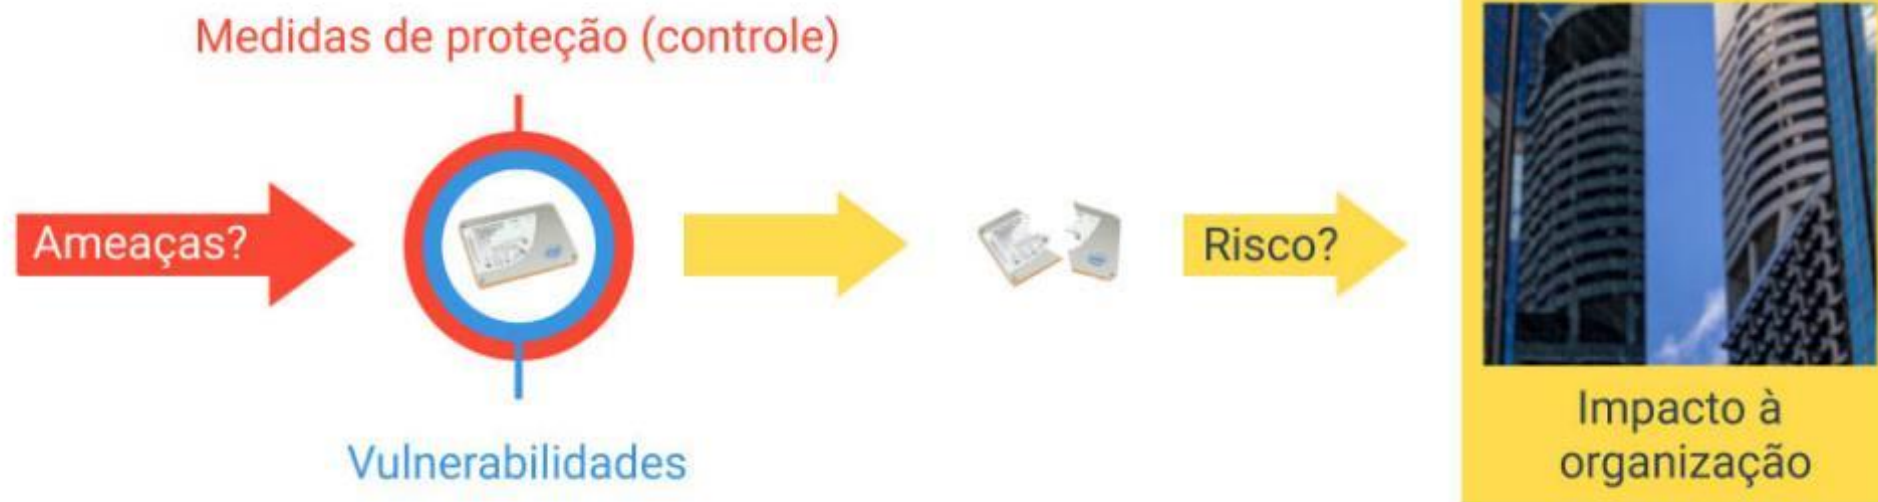 Medidas de proteção (controle)
Ameaças?
Risco?
Vulnerabilidades
Impacto à
organização